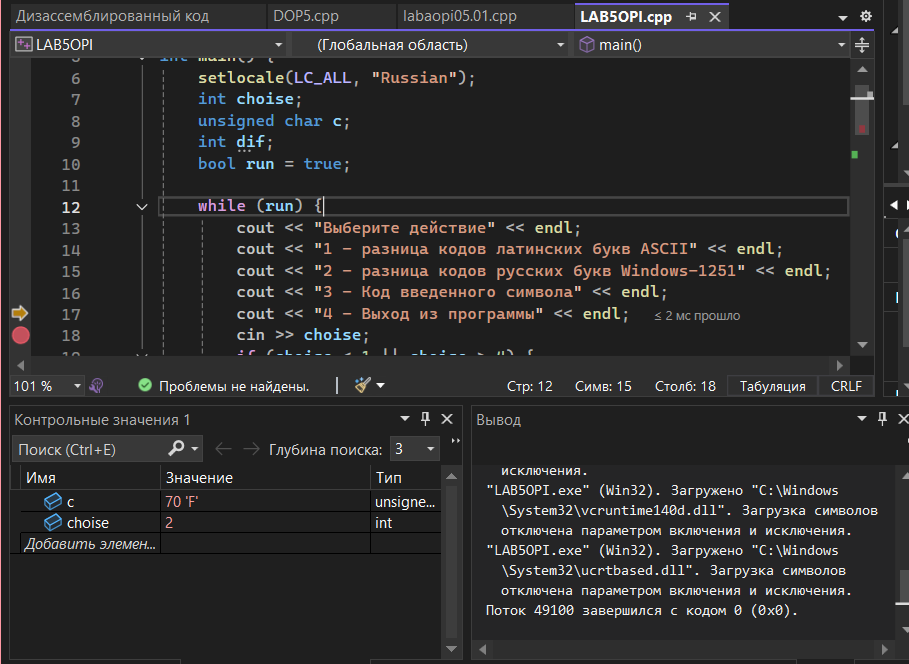 Дизассемблированный код DOP5.cpp labaopi05.01.cpp LAB5OPI.cpp
LAB5OPI (Глобальная область) main()
int main() {
6 setlocale(LC_ALL, "Russian");
7 int choise;
8 unsigned char c;
9 int dif;
10 bool run = true;
11
12 while (run) {
13 cout << "Выберите действие" << endl;
14 cout << "1 - разница кодов латинских букв ASCII" << endl;
15 cout << "2 - разница кодов русских букв Windows-1251" << endl;
16 cout << "3 - Код введенного символа" << endl;
17 cout << "4 - Выход из программы" << endl; ≤ 2 мс прошло
18 cin >> choise;
if (choise < 1 || choise > 4) {
101 % Проблемы не найдены. Стр: 12 Симв: 15 Столб: 18 Табуляция CRLF
Контрольные значения 1
Поиск (Ctrl+E) Глубина поиска: 3
Имя Значение Тип
c 70 'F' unsigne...
choise 2 int
Добавить элемен...
Вывод
исключения.
"LAB5OPI.exe" (Win32). Загружено "C:\Windows
\System32\vcruntime140d.dll". Загрузка символов
отключена параметром включения и исключения.
"LAB5OPI.exe" (Win32). Загружено "C:\Windows
\System32\ucrtbased.dll". Загрузка символов
отключена параметром включения и исключения.
Поток 49100 завершился с кодом 0 (0x0).